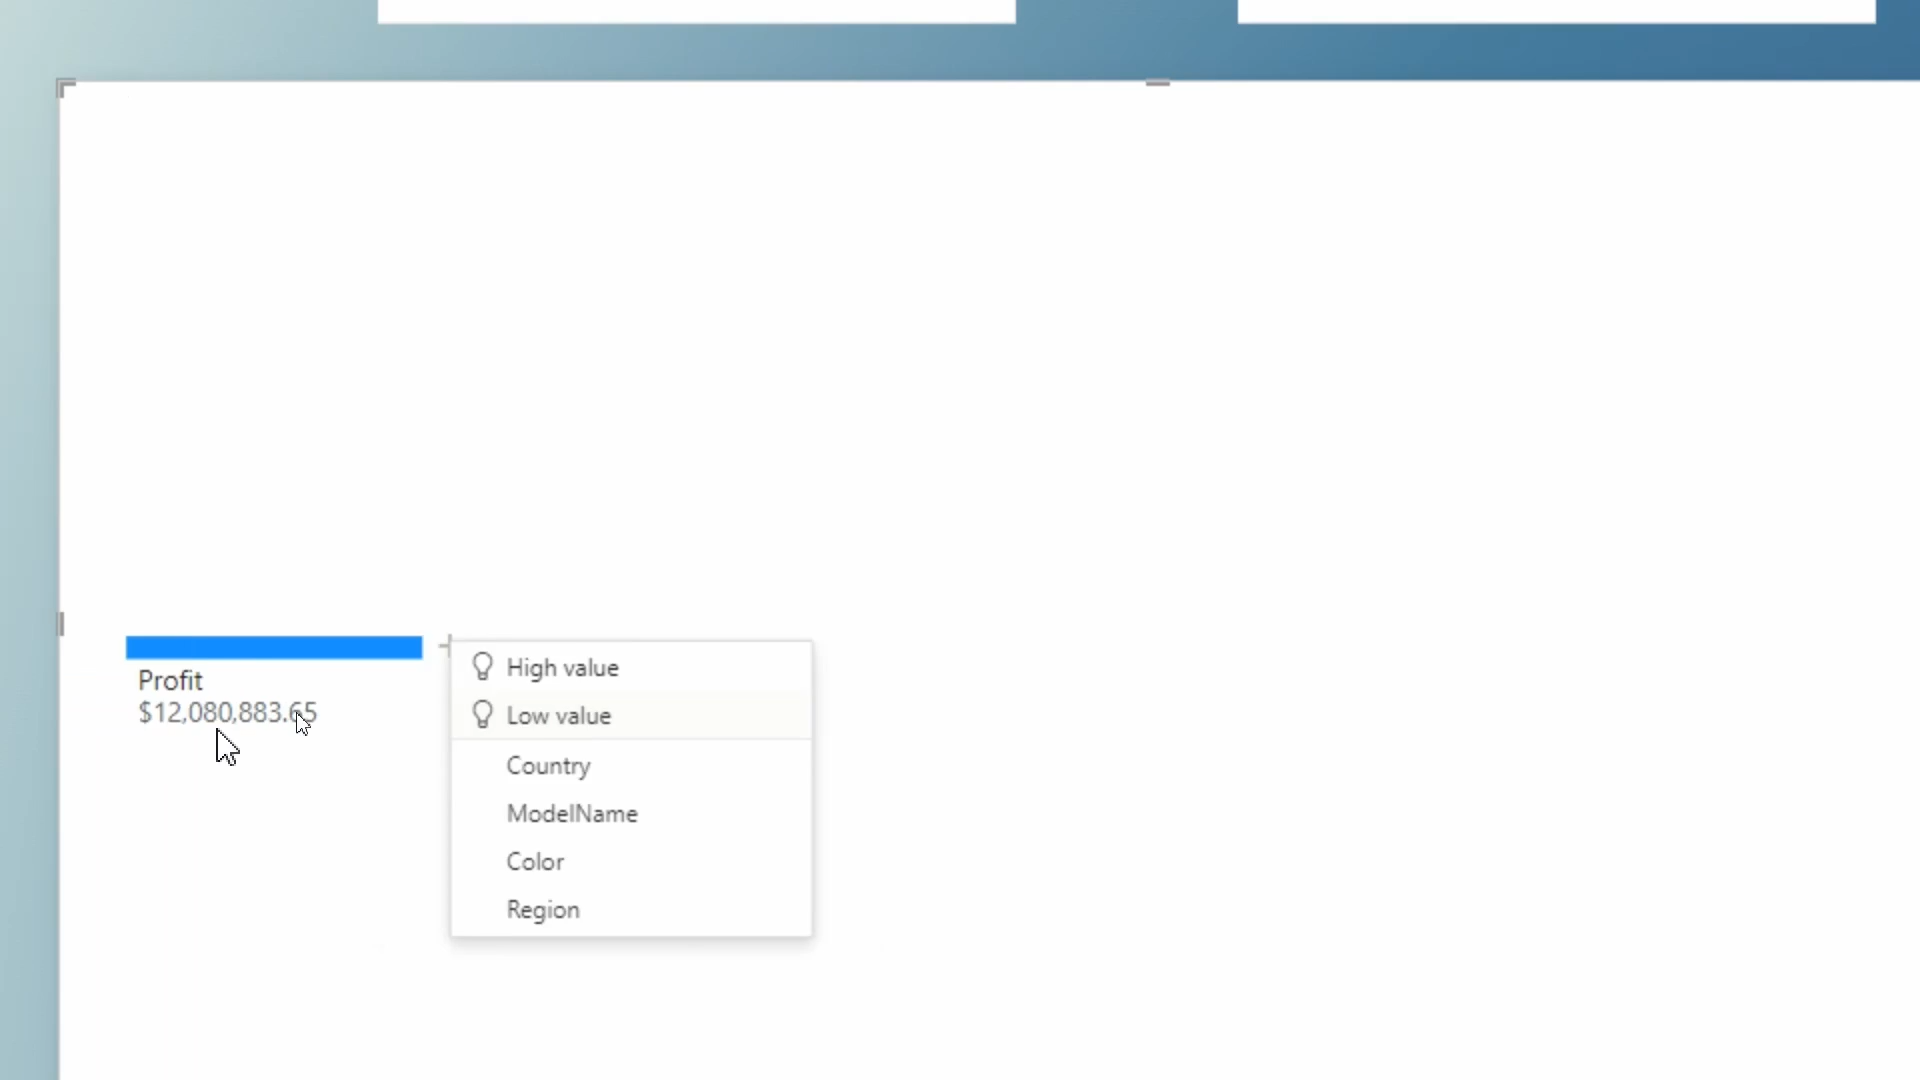 Profit
$12,080,883.65
High value
Low value
Country
ModelName
Color
Region